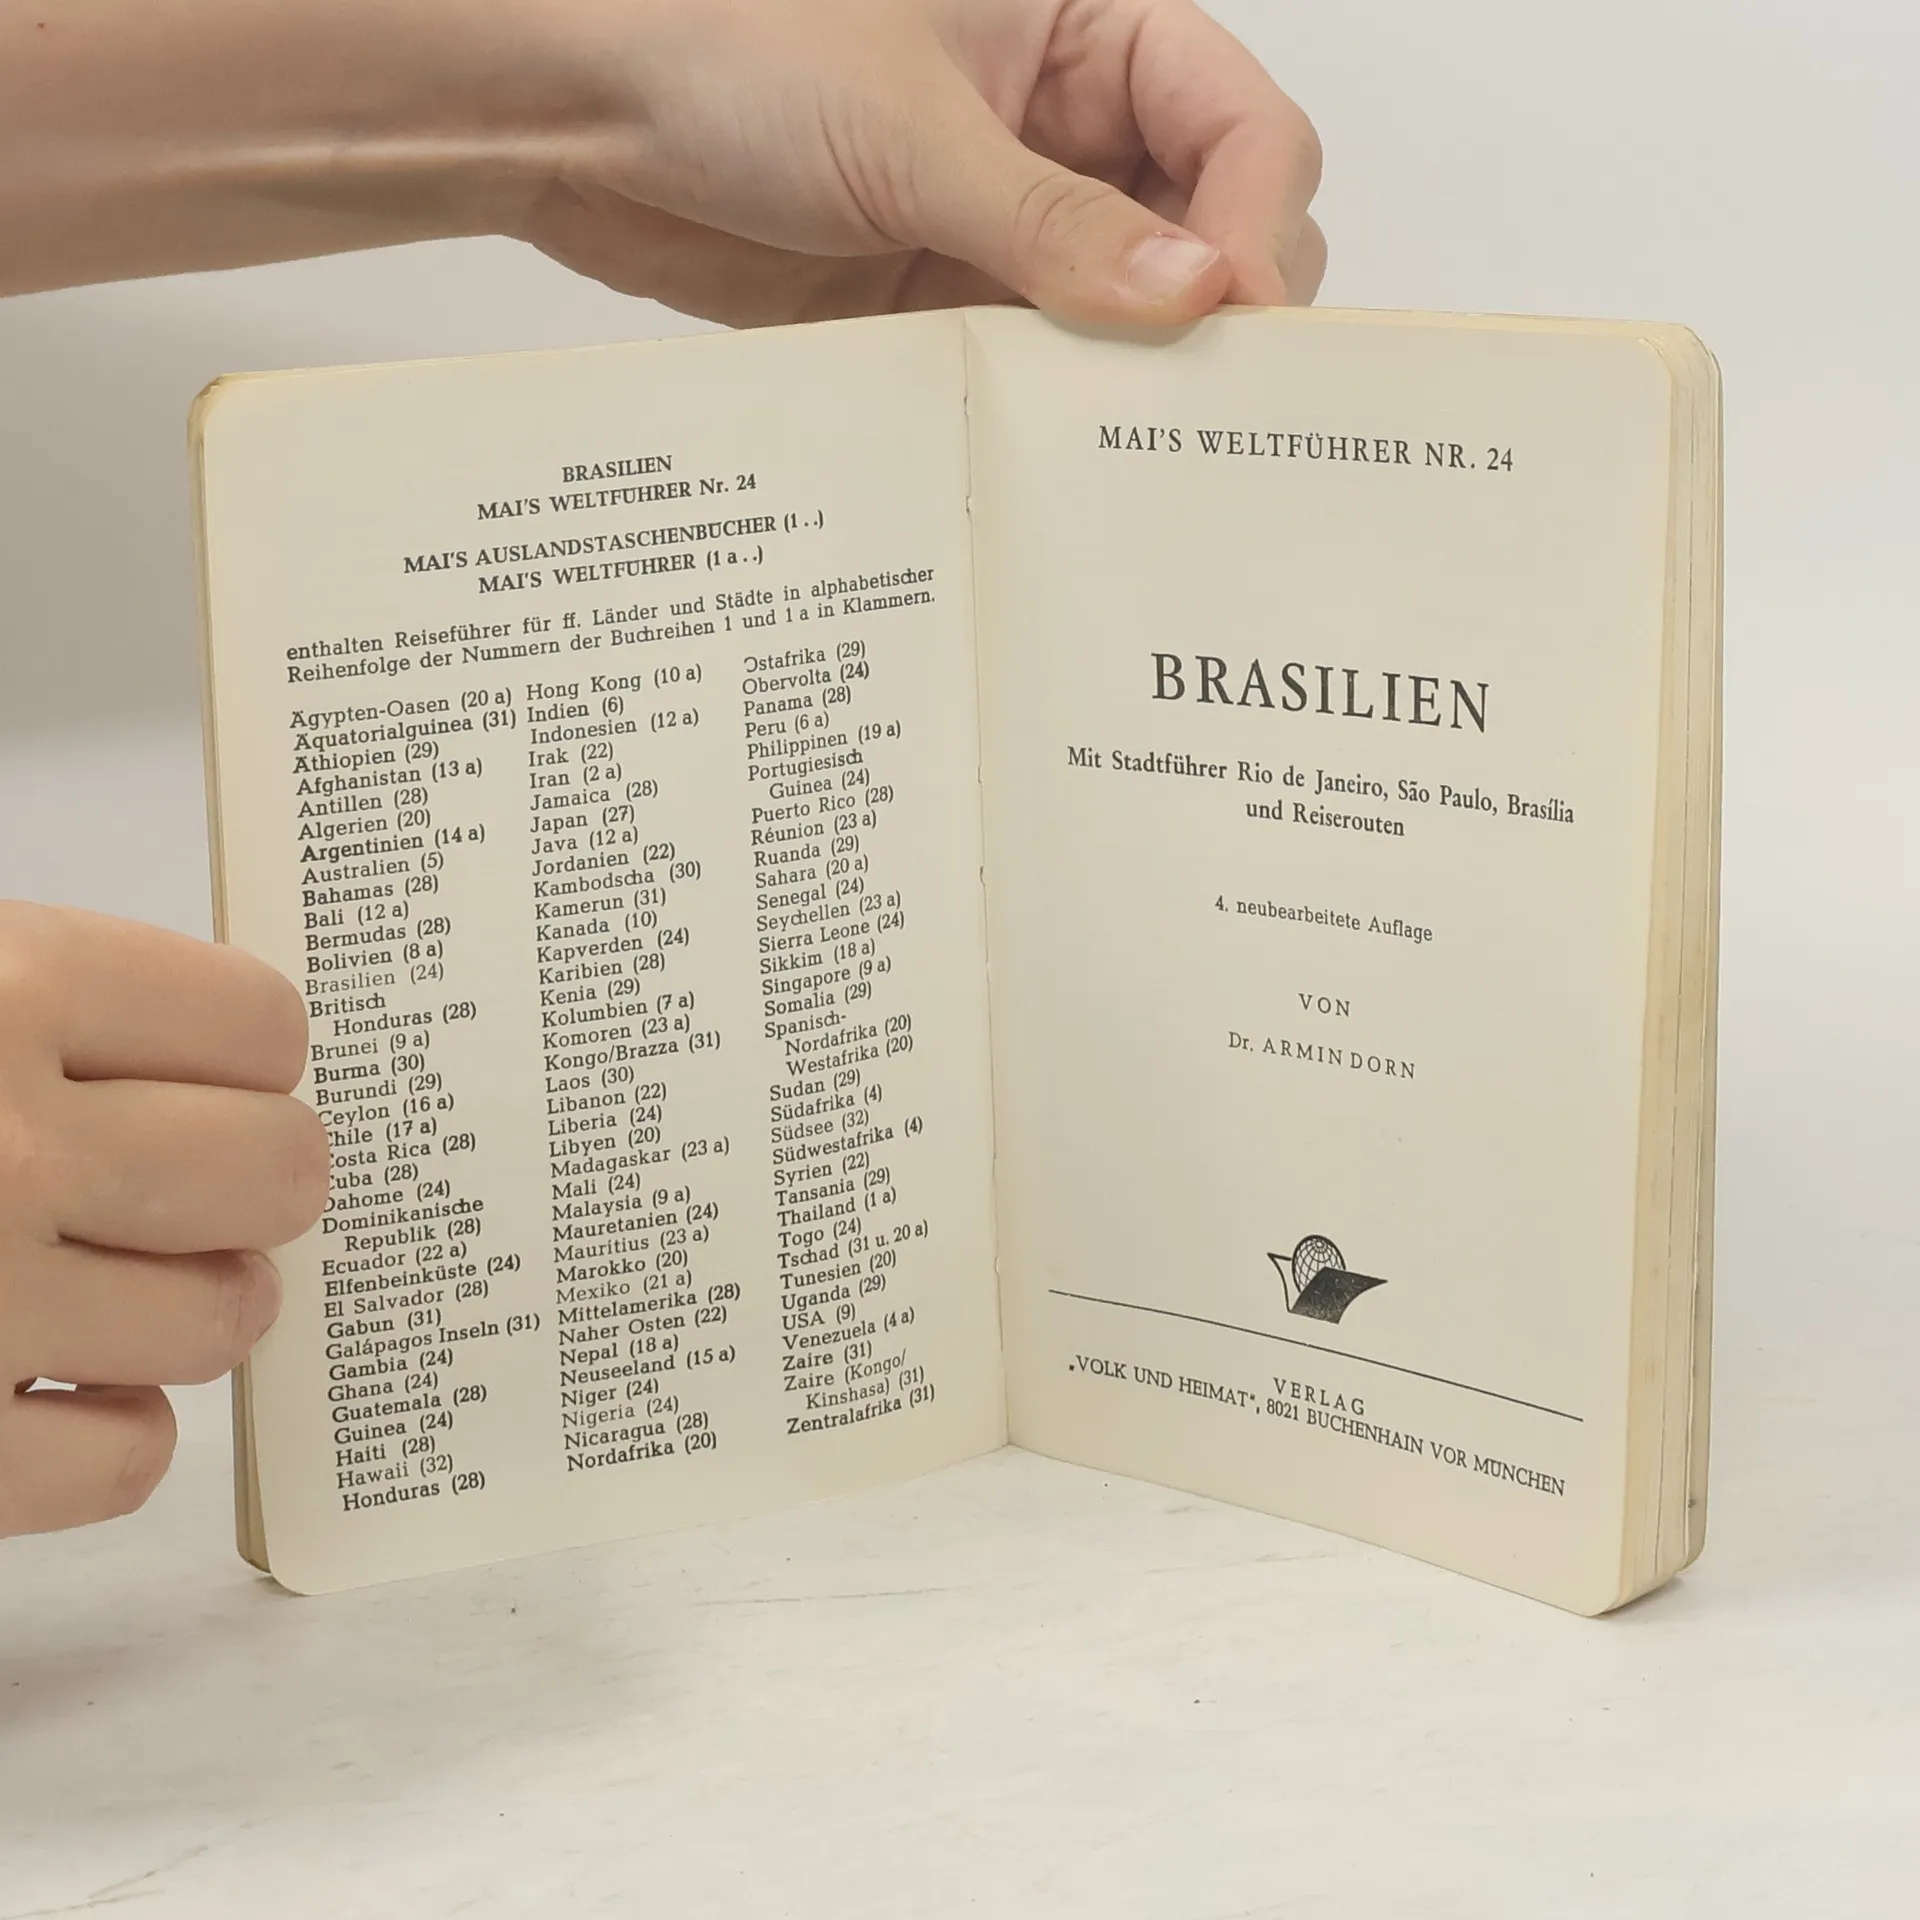 BRASILIEN
MAI'S WELTFÜHRER Nr. 24
MAI'S AUSLANDSTASCHENBÜCHER (1 . .)
MAI'S WELTFÜHRER (1 a . .)
enthalten Reiseführer für ff. Länder und Städte in alphabetischer
Reihenfolge der Nummern der Buchreihen 1 und 1 a in Klammern.
Ägypten-Oasen (20 a)
Äquatorialguinea (31)
Äthiopien (29)
Afghanistan (13 a)
Antillen (28)
Algerien (20)
Argentinien (14 a)
Australien (5)
Bahamas (28)
Bali (12 a)
Bermudas (28)
Bolivien (8 a)
Brasilien (24)
Britisch
Honduras (28)
Brunei (9 a)
Burma (30)
Burundi (29)
Ceylon (16 a)
Chile (17 a)
Costa Rica (28)
Cuba (28)
Dahome (24)
Dominikanische
Republik (28)
Ecuador (22 a)
Elfenbeinküste (24)
El Salvador (28)
Gabun (31)
Galápagos Inseln (31)
Gambia (24)
Ghana (24)
Guatemala (28)
Guinea (24)
Haiti (28)
Hawaii (32)
Honduras (28)
Hong Kong (10 a)
Indien (6)
Indonesien (12 a)
Irak (22)
Iran (2 a)
Jamaica (28)
Japan (27)
Java (12 a)
Jordanien (22)
Kambodscha (30)
Kamerun (31)
Kanada (10)
Kapverden (24)
Karibien (28)
Kenia (29)
Kolumbien (7 a)
Komoren (23 a)
Kongo/Brazza (31)
Laos (30)
Libanon (22)
Liberia (24)
Libyen (20)
Madagaskar (23 a)
Mali (24)
Malaysia (9 a)
Mauretanien (24)
Mauritius (23 a)
Marokko (20)
Mexiko (21 a)
Mittelamerika (28)
Naher Osten (22)
Nepal (18 a)
Neuseeland (15 a)
Niger (24)
Nigeria (24)
Nicaragua (28)
Nordafrika (20)
Ostafrika (29)
Obervolta (24)
Panama (28)
Peru (6 a)
Philippinen (19 a)
Portugiesisch
Guinea (24)
Puerto Rico (28)
Réunion (23 a)
Ruanda (29)
Sahara (20 a)
Senegal (24)
Seychellen (23 a)
Sierra Leone (24)
Sikkim (18 a)
Singapore (9 a)
Somalia (29)
Spanisch-
Nordafrika (20)
Westafrika (20)
Sudan (29)
Südafrika (4)
Südsee (32)
Südwestafrika (4)
Syrien (22)
Tansania (29)
Thailand (1 a)
Togo (24)
Tschad (31 u. 20 a)
Tunesien (20)
Uganda (29)
USA (9)
Venezuela (4 a)
Zaire (31)
Zaire (Kongo/
Kinshasa) (31)
Zentralafrika (31)
MAI'S WELTFÜHRER NR. 24
BRASILIEN
Mit Stadtführer Rio de Janeiro, São Paulo, Brasília
und Reiserouten
4. neubearbeitete Auflage
VON
Dr. ARMIN DORN
VERLAG
„VOLK UND HEIMAT“, 8021 BUCHENHAIN VOR MÜNCHEN